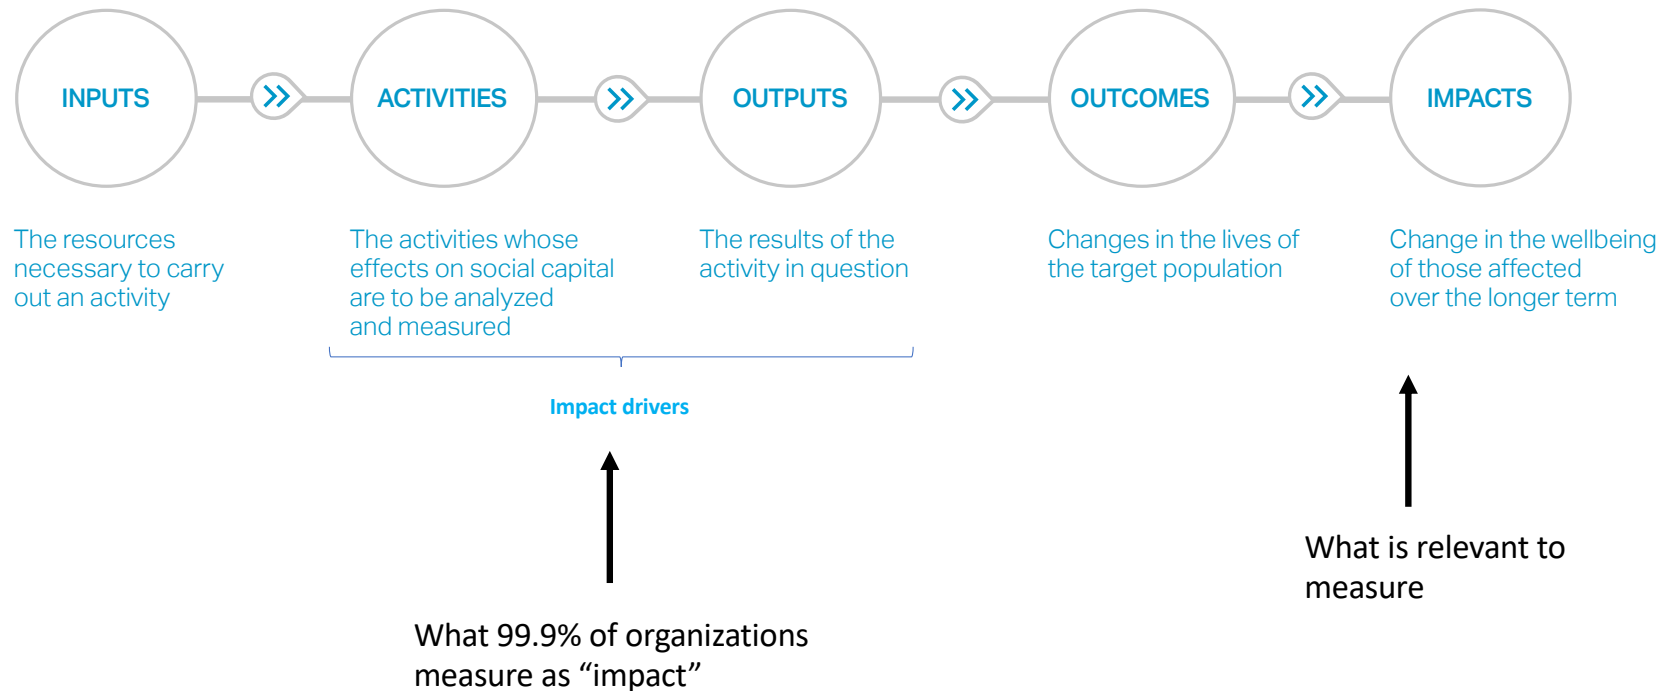 INPUTS
ACTIVITIES
OUTPUTS
OUTCOMES
IMPACTS
The resources
necessary to carry
out an activity
The activities whose
effects on social capital
are to be analyzed
and measured
The results of the
activity in question
Changes in the lives of
the target population
Change in the wellbeing
of those affected
over the longer term
Impact drivers
What is relevant to
measure
What 99.9% of organizations
measure as “impact”